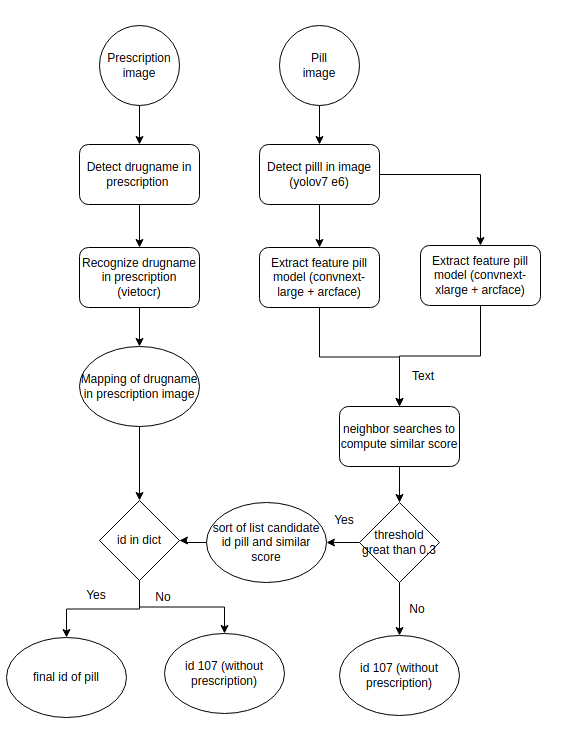 Prescription
image
Pill
image
Detect drugname in
prescription
Detect pilll in image
(yolov7 e6)
Recognize drugname
in prescription
(vietocr)
Extract feature pill
model (convnext-
large + arcface)
Extract feature pill
model (convnext-
xlarge + arcface)
Mapping of drugname
in prescription image
Text
neighbor searches to
compute similar score
id in dict
sort of list candidate
id pill and similar
score
Yes
threshold
great than 0.3
Yes
No
No
final id of pill
id 107 (without
prescription)
id 107 (without
prescription)